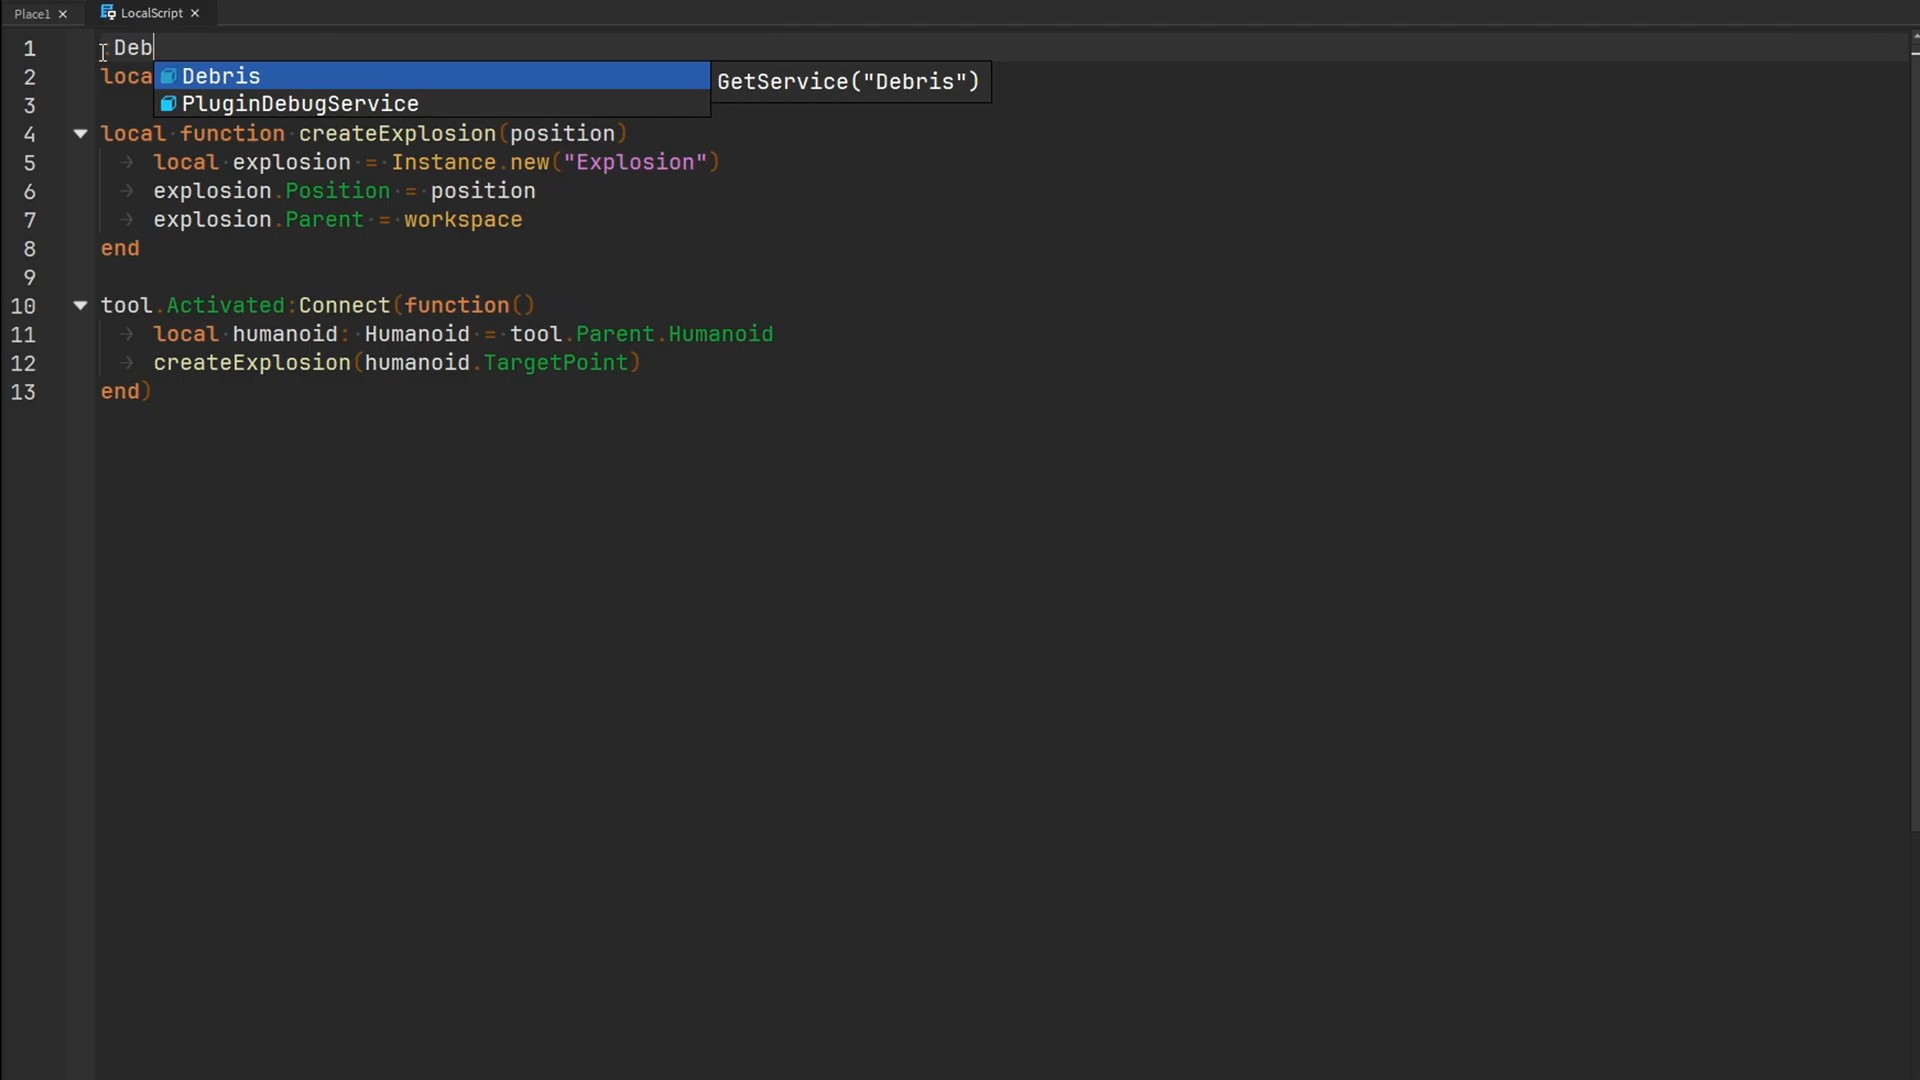 Place1
LocalScript
1 :Deb
2 loca
Debris
GetService("Debris")
PluginDebugService
3
4 local function createExplosion(position)
5 local explosion = Instance.new("Explosion")
6 explosion.Position = position
7 explosion.Parent = workspace
8 end
9
10 tool.Activated:Connect(function()
11 local humanoid: Humanoid = tool.Parent.Humanoid
12 createExplosion(humanoid.TargetPoint)
13 end)